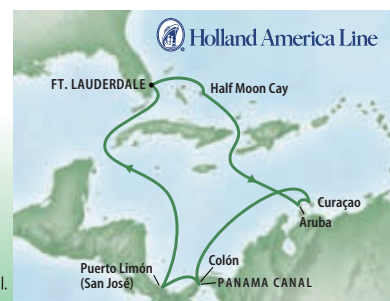 Holland America Line
FT. LAUDERDALE
Half Moon Cay
Curaçao
Aruba
Colón
Puerto Limón
(San José)
PANAMA CANAL
l.